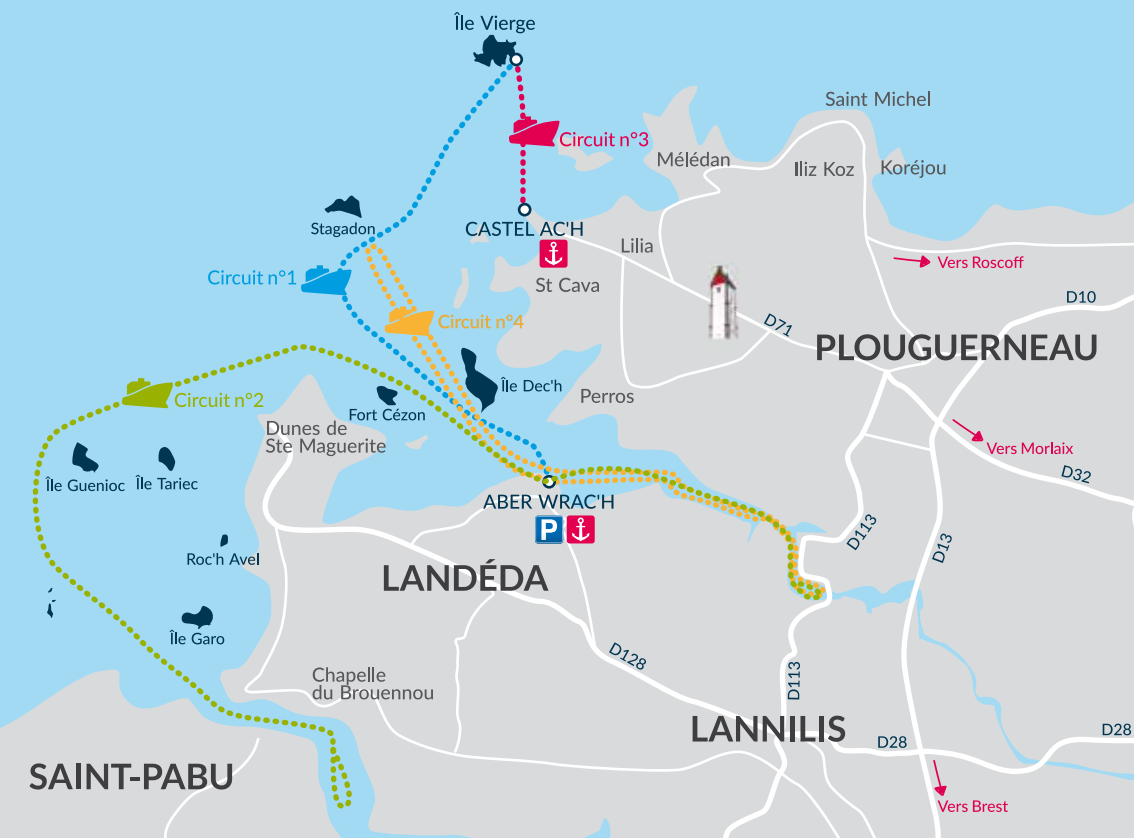 Île Vierge
Saint Michel
Circuit n°3
Mélédan
Iliz Koz
Koréjou
Stagadon
CASTEL AC'H
Lilia
Vers Roscoff
Circuit n°1
St Cava
D10
Circuit n°4
D71
PLOUGUERNEAU
Île Dec'h
Circuit n°2
Fort Cézon
Perros
Dunes de
Ste Maguerite
Vers Morlaix
Île Guenioc
Île Tariec
D32
ABER WRAC'H
P
D113
D13
Roc'h Avel
LANDÉDA
Île Garo
D128
Chapelle
du Brouennou
D113
LANNILIS
D28
D28
SAINT-PABU
Vers Brest